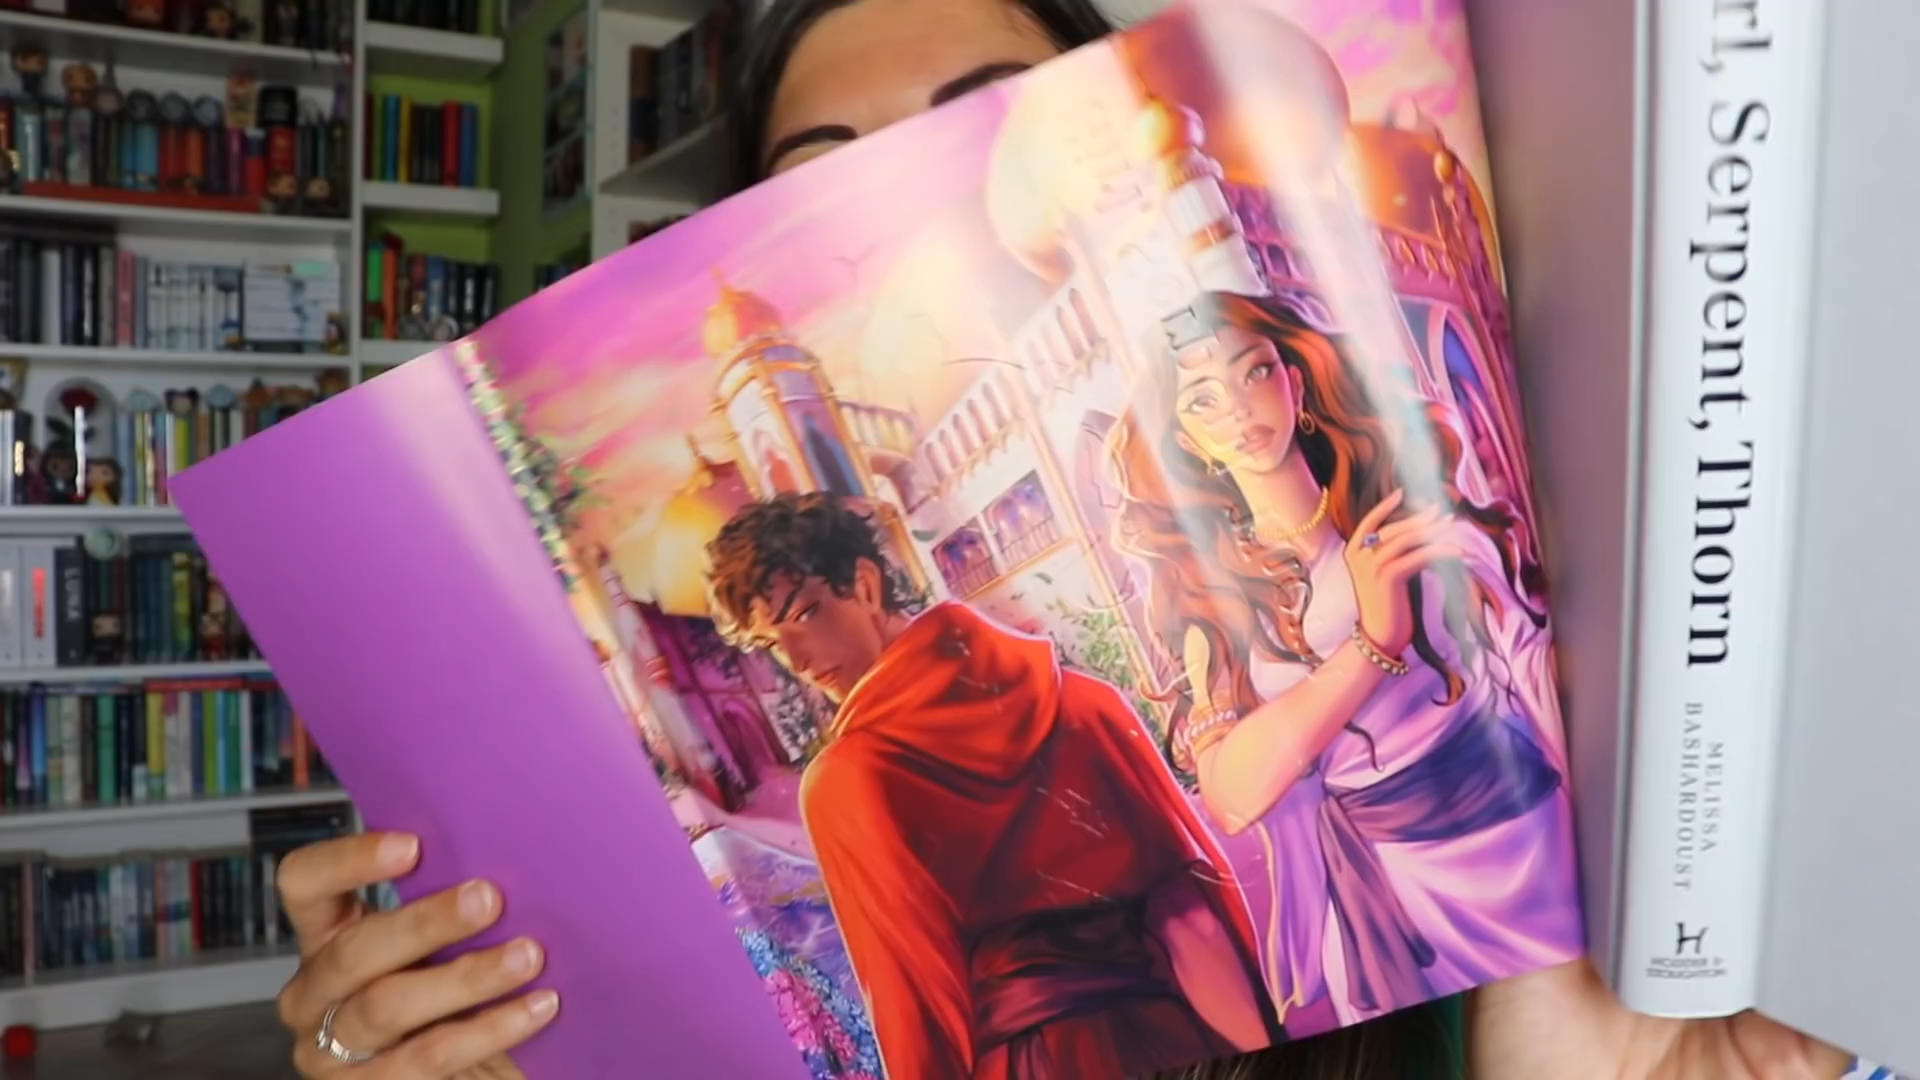 rl, Serpent, Thorn
MELISSA
BASHARDOUST
H
HODDER &
STOUGHTON